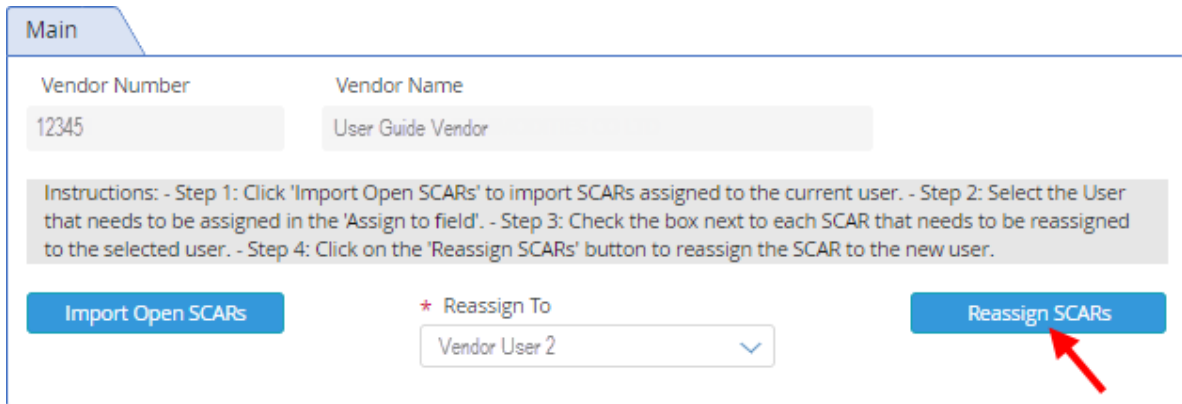 Main
Vendor Number
Vendor Name
12345
User Guide Vendor
Instructions: - Step 1: Click 'Import Open SCARs' to import SCARs assigned to the current user. - Step 2: Select the User
that needs to be assigned in the 'Assign to field'. - Step 3: Check the box next to each SCAR that needs to be reassigned
to the selected user. - Step 4: Click on the 'Reassign SCARs' button to reassign the SCAR to the new user.
Import Open SCARs
* Reassign To
Vendor User 2
Reassign SCARs